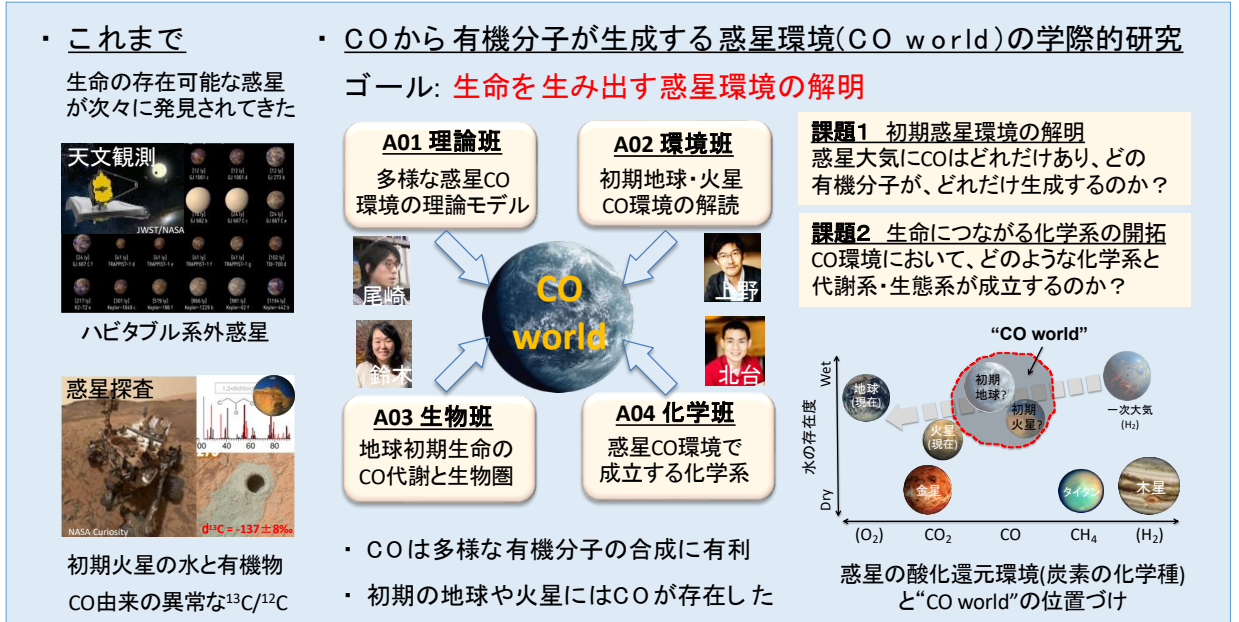 ・ これまで
生命の存在可能な惑星
が次々に発見されてきた
天文観測
JWST/NASA
ハビタブル系外惑星
惑星探査
NASA Curiosity
d¹³C = -137±8‰
初期火星の水と有機物
CO由来の異常な¹³C/¹²C
・ COから有機分子が生成する惑星環境(CO world)の学際的研究
ゴール: 生命を生み出す惑星環境の解明
A01 理論班
多様な惑星CO
環境の理論モデル
A02 環境班
初期地球・火星
CO環境の解読
尾崎
上野
CO
world
鈴木
北台
A03 生物班
地球初期生命の
CO代謝と生物圏
A04 化学班
惑星CO環境で
成立する化学系
・ COは多様な有機分子の合成に有利
・ 初期の地球や火星にはCOが存在した
課題1 初期惑星環境の解明
惑星大気にCOはどれだけあり、どの
有機分子が、どれだけ生成するのか？
課題2 生命につながる化学系の開拓
CO環境において、どのような化学系と
代謝系・生態系が成立するのか？
“CO world”
水の存在度
Wet
Dry
地球
(現在)
初期
地球?
初期
火星?
一次大気
(H₂)
火星
(現在)
金星
タイタン
木星
(O₂) CO₂ CO CH₄ (H₂)
惑星の酸化還元環境(炭素の化学種)
と“CO world”の位置づけ